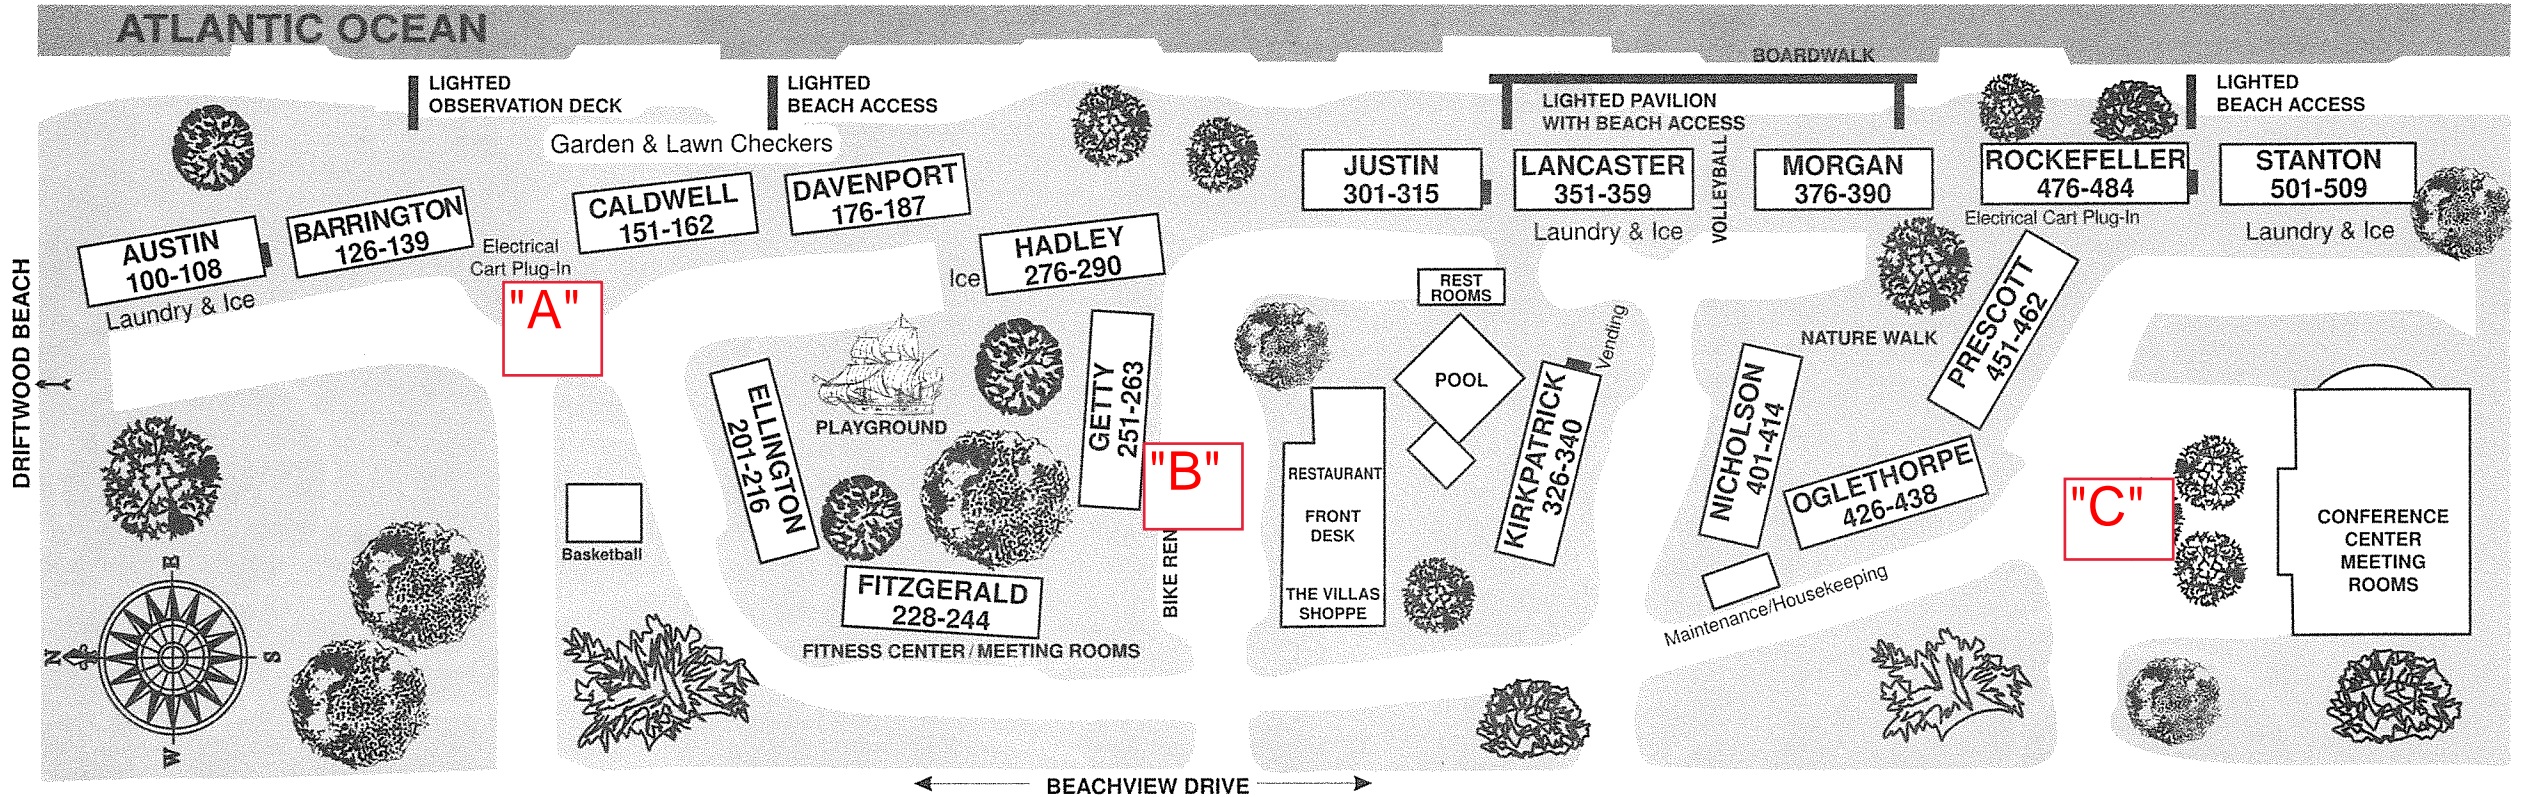 ATLANTIC OCEAN
BOARDWALK
LIGHTED
OBSERVATION DECK
LIGHTED
BEACH ACCESS
LIGHTED PAVILION
WITH BEACH ACCESS
LIGHTED
BEACH ACCESS
Garden & Lawn Checkers
AUSTIN
100-108
Laundry & Ice
BARRINGTON
126-139
Electrical
Cart Plug-In
CALDWELL
151-162
DAVENPORT
176-187
HADLEY
276-290
Ice
JUSTIN
301-315
LANCASTER
351-359
Laundry & Ice
VOLLEYBALL
MORGAN
376-390
ROCKEFELLER
476-484
Electrical Cart Plug-In
STANTON
501-509
Laundry & Ice
DRIFTWOOD BEACH
"A"
ELLINGTON
201-216
PLAYGROUND
GETTY
251-263
"B"
BIKE REN
REST
ROOMS
POOL
Vending
KIRKPATRICK
326-340
NATURE WALK
NICHOLSON
401-414
PRESCOTT
451-462
OGLETHORPE
426-438
"C"
RESTAURANT
FRONT
DESK
THE VILLAS
SHOPPE
CONFERENCE
CENTER
MEETING
ROOMS
Basketball
FITZGERALD
228-244
FITNESS CENTER / MEETING ROOMS
Maintenance/Housekeeping
E
N
S
W
BEACHVIEW DRIVE